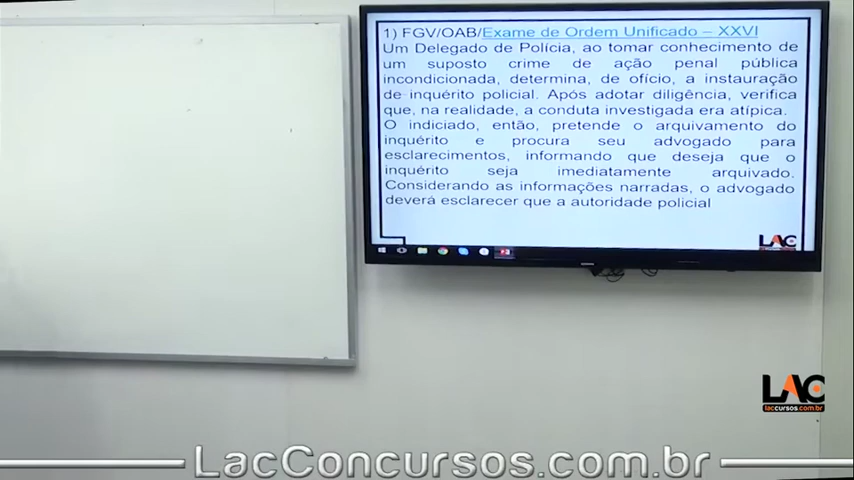 1) FGV/OAB/Exame de Ordem Unificado – XXVI
Um Delegado de Polícia, ao tomar conhecimento de
um suposto crime de ação penal pública
incondicionada, determina, de ofício, a instauração
de inquérito policial. Após adotar diligência, verifica
que, na realidade, a conduta investigada era atípica.
O indiciado, então, pretende o arquivamento do
inquérito e procura seu advogado para
esclarecimentos, informando que deseja que o
inquérito seja imediatamente arquivado.
Considerando as informações narradas, o advogado
deverá esclarecer que a autoridade policial
LAC
LAC
laccursos.com.br
LacConcursos.com.br